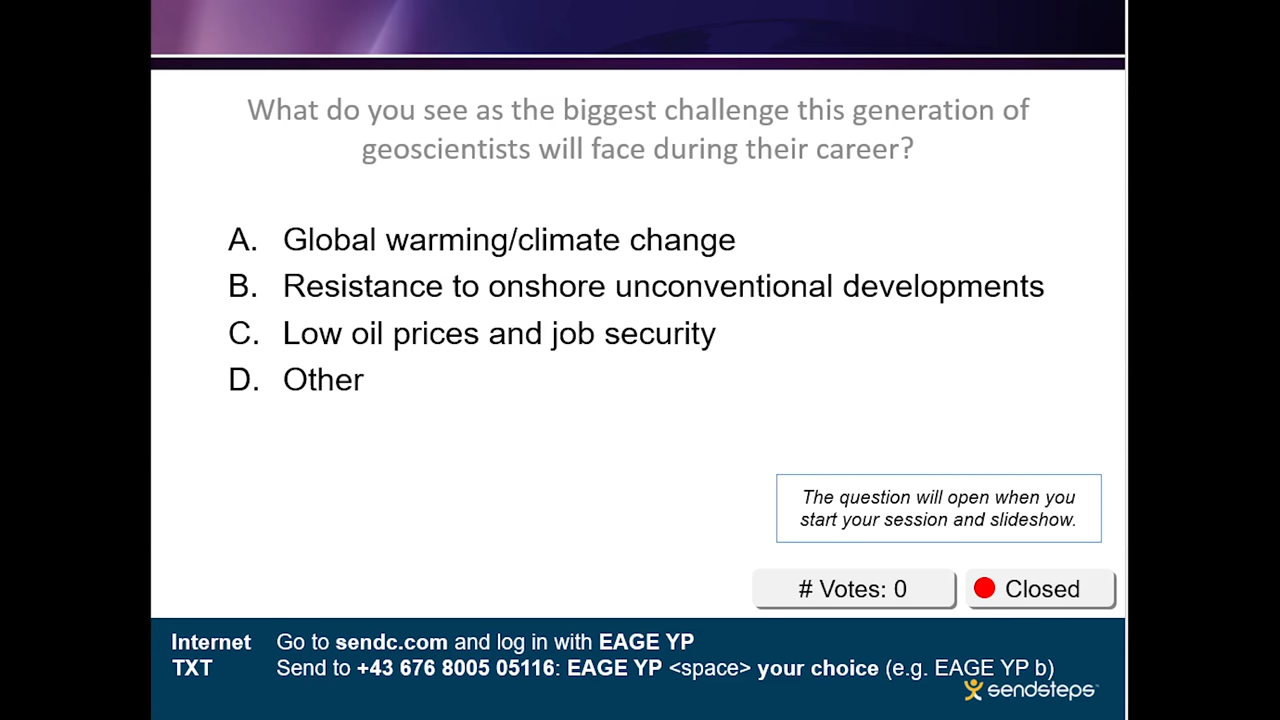 What do you see as the biggest challenge this generation of
geoscientists will face during their career?
A. Global warming/climate change
B. Resistance to onshore unconventional developments
C. Low oil prices and job security
D. Other
The question will open when you
start your session and slideshow.
# Votes: 0
Closed
Internet Go to sendc.com and log in with EAGE YP
TXT Send to +43 676 8005 05116: EAGE YP <space> your choice (e.g. EAGE YP b)
sendsteps™